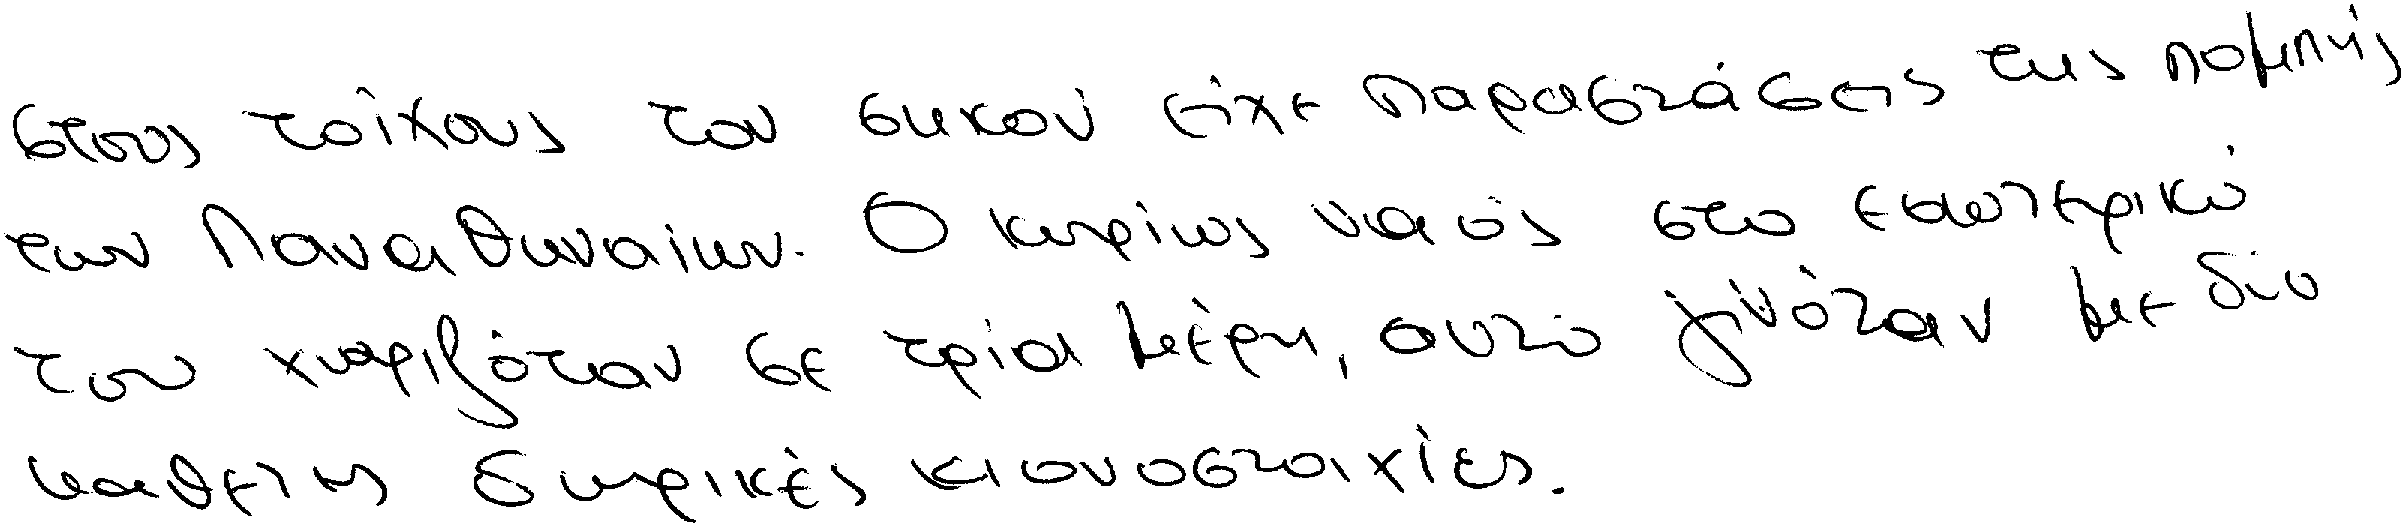 στους τοίχους του σηκού είχε παραστάσεις της πομπής
των Παναθηναίων. Ο κυρίως ναός στο εσωτερικό
του χωριζόταν σε τρία μέρη, αυτό γινόταν με δύο
κάθετες δωρικές κιονοστοιχίες.